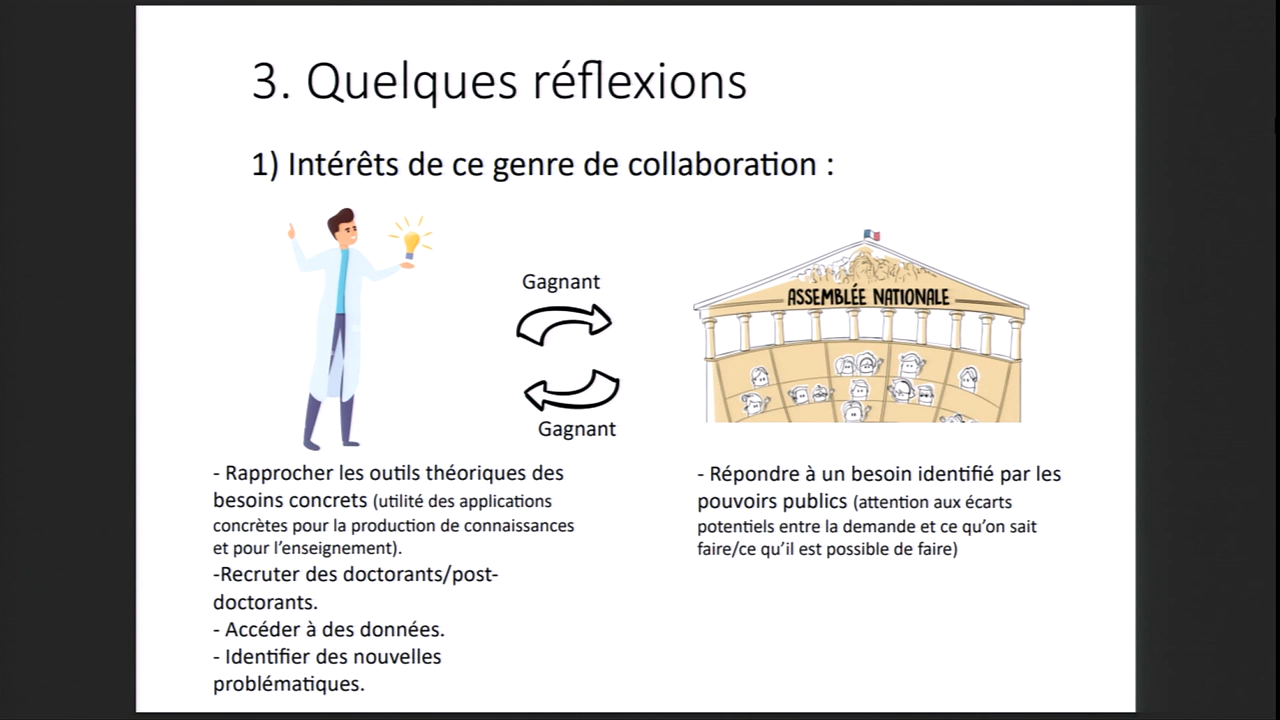 3. Quelques réflexions
1) Intérêts de ce genre de collaboration :
Gagnant
Gagnant
ASSEMBLÉE NATIONALE
- Rapprocher les outils théoriques des
besoins concrets (utilité des applications
concrètes pour la production de connaissances
et pour l'enseignement).
-Recruter des doctorants/post-
doctorants.
- Accéder à des données.
- Identifier des nouvelles
problématiques.
- Répondre à un besoin identifié par les
pouvoirs publics (attention aux écarts
potentiels entre la demande et ce qu'on sait
faire/ce qu'il est possible de faire)